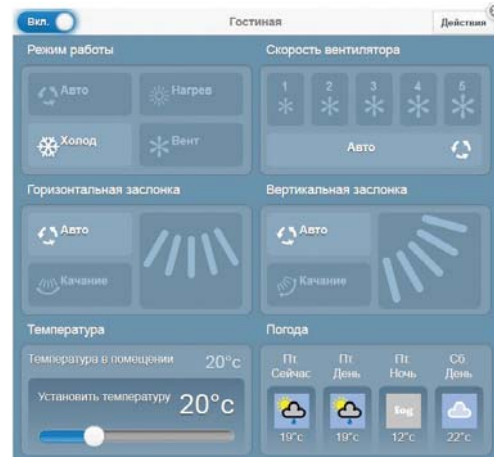 Вкл.
Гостиная
Действия
Режим работы
Авто
Нагрев
Холод
Вент
Скорость вентилятора
1 2 3 4 5
Авто
Горизонтальная заслонка
Авто
Качание
Вертикальная заслонка
Авто
Качание
Температура
Температура в помещении 20°c
Установить температуру 20°c
Погода
Пт. Пт. Пт. Сб.
Сейчас День Ночь День
fog
19°c 19°c 12°c 22°c